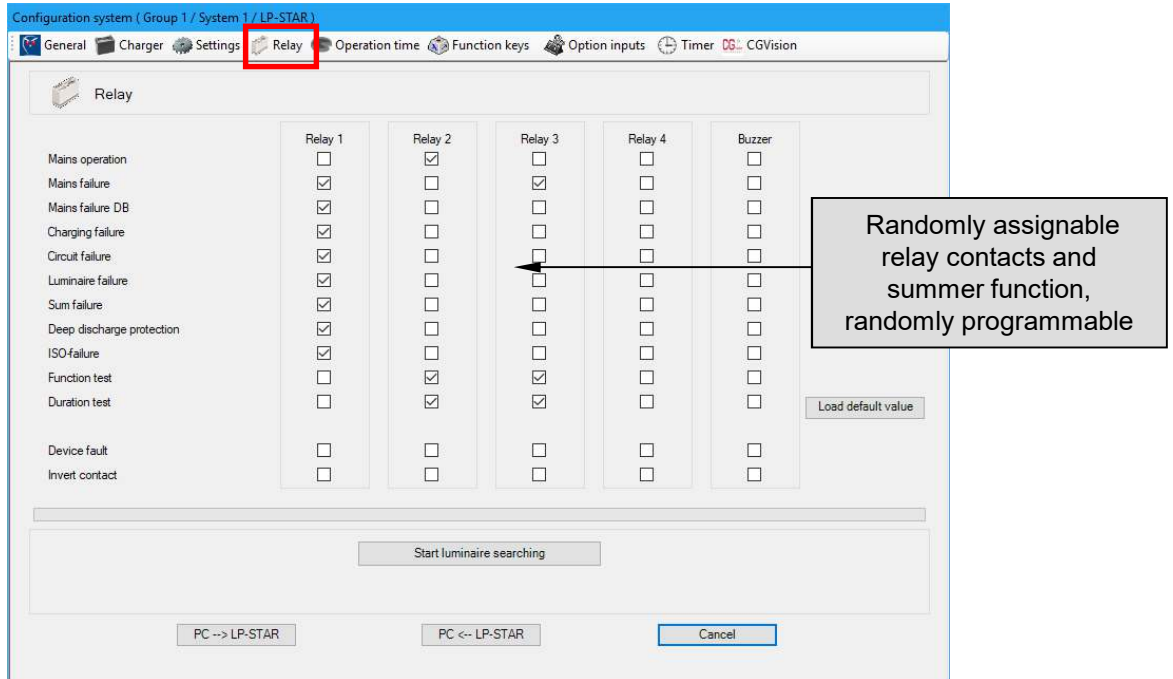 Configuration system ( Group 1 / System 1 / LP-STAR )
General Charger Settings Relay Operation time Function keys Option inputs Timer CGVision
Relay
Relay 1 Relay 2 Relay 3 Relay 4 Buzzer
Mains operation
Mains failure
Mains failure DB
Charging failure
Circuit failure
Luminaire failure
Sum failure
Deep discharge protection
ISO-failure
Function test
Duration test
Device fault
Invert contact
Randomly assignable
relay contacts and
summer function,
randomly programmable
Load default value
Start luminaire searching
PC --> LP-STAR PC <-- LP-STAR Cancel